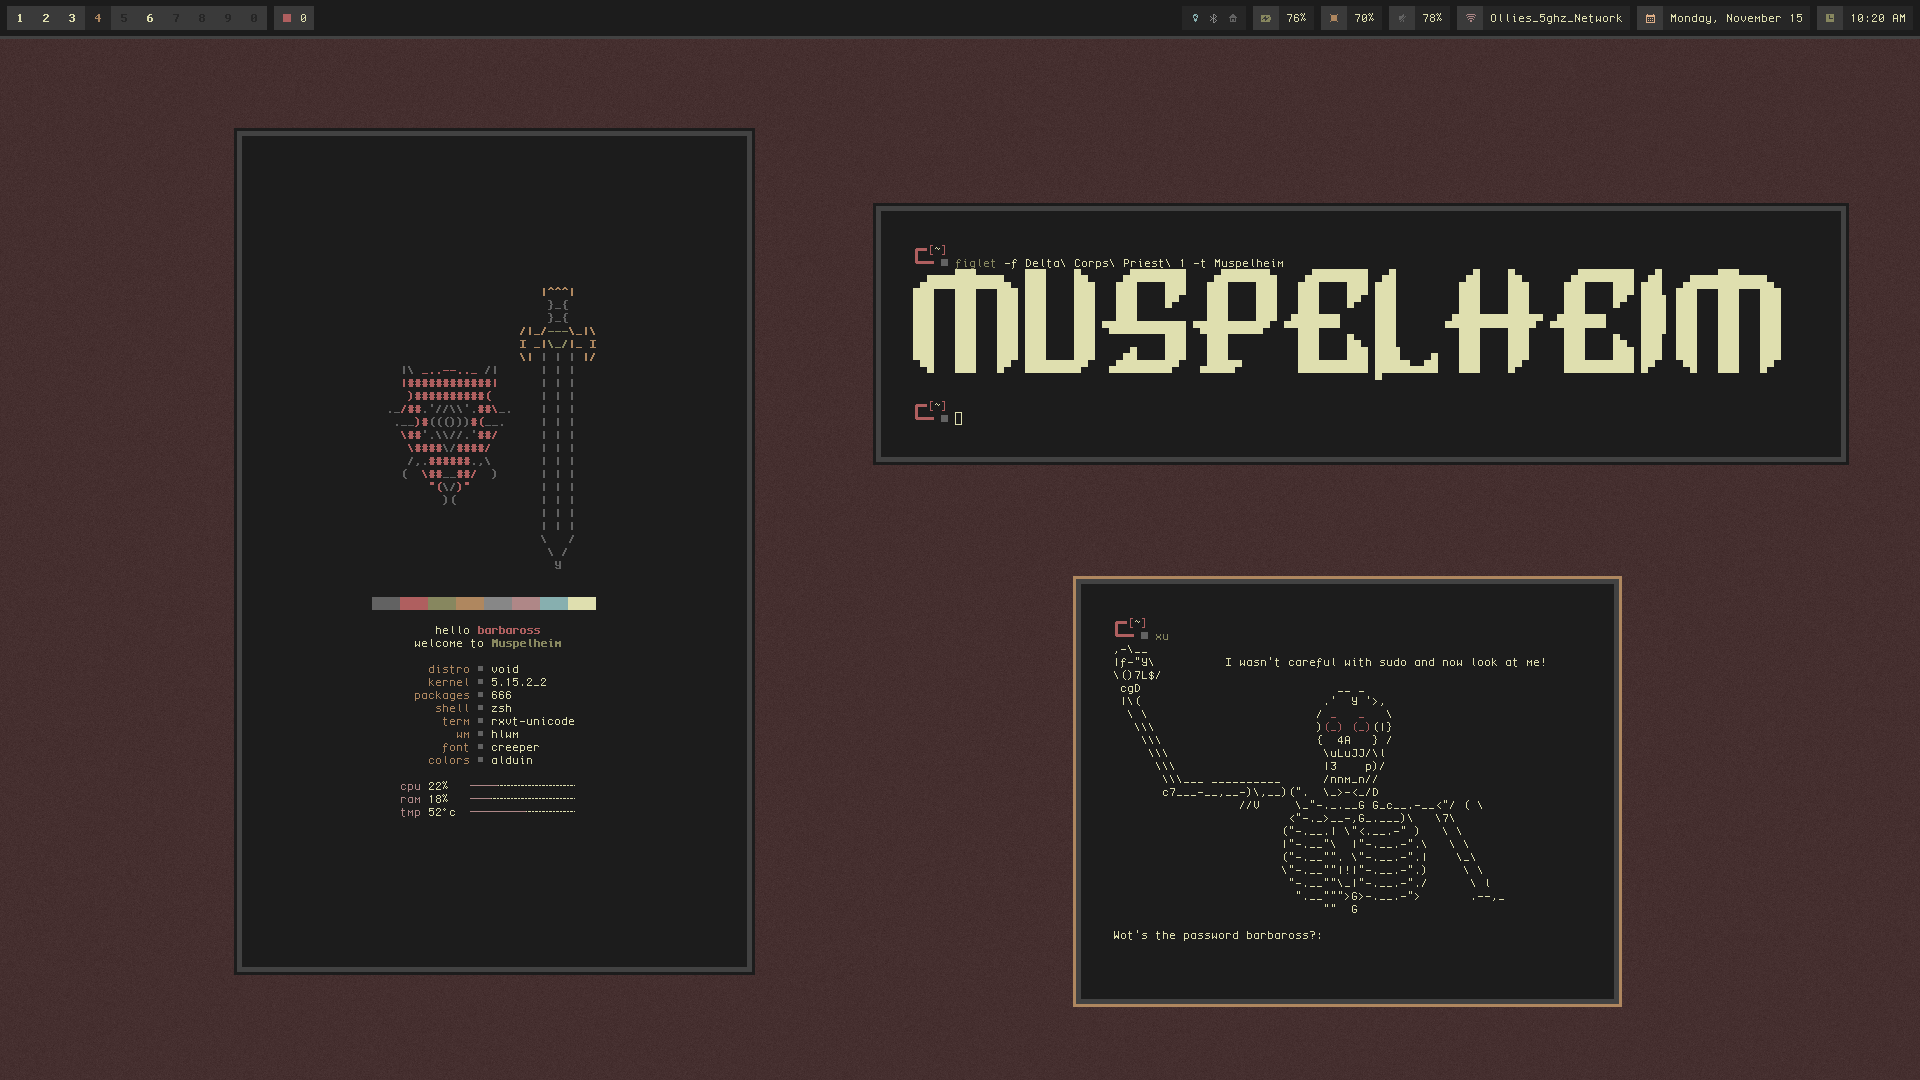 1 2 3 4 5 6 7 8 9 0 0
76% 70% 78% Ollies_5ghz_Network Monday, November 15 10:20 AM
hello barbaross
welcome to Muspelheim
distro void
kernel 5.15.2_2
packages 666
shell zsh
term rxvt-unicode
wm hlwm
font creeper
colors alduin
cpu 22%
ram 18%
tmp 52°c
[~]
figlet -f Delta\ Corps\ Priest\ 1 -t Muspelheim
MUSPELHEIM
[~]
[~]
xu
I wasn't careful with sudo and now look at me!
Wot's the password barbaross?: